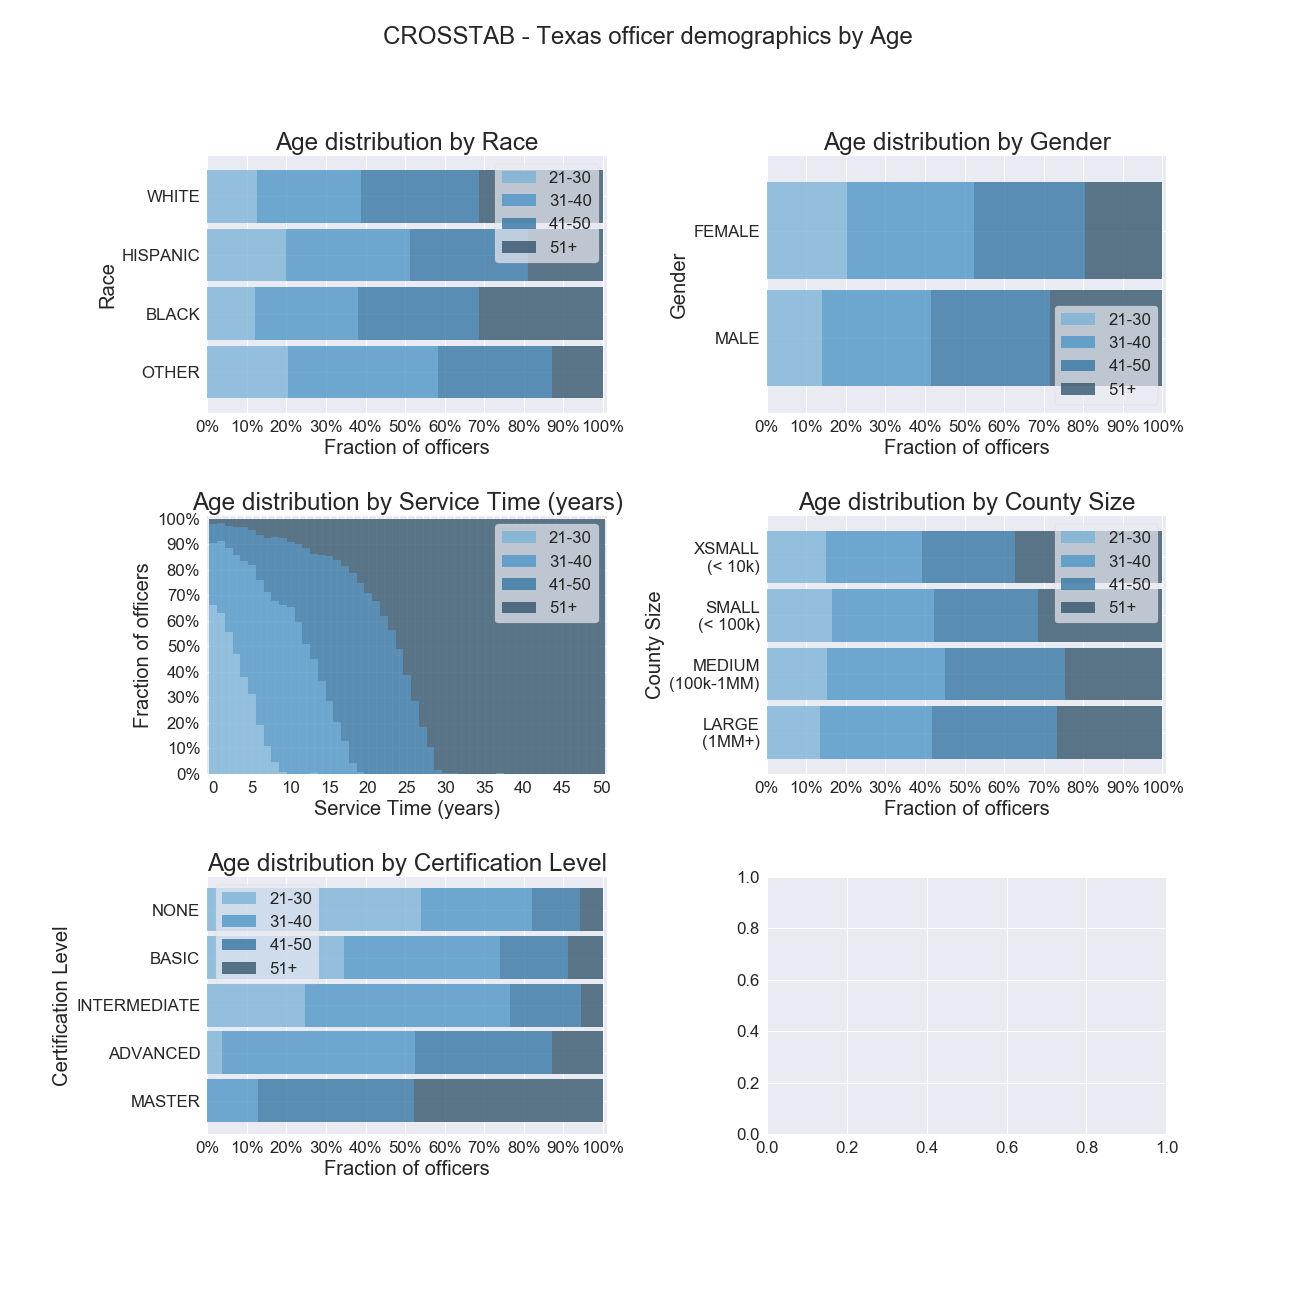 CROSSTAB - Texas officer demographics by Age
Age distribution by Race
21-30
31-40
41-50
51+
WHITE
HISPANIC
BLACK
OTHER
Race
0% 10% 20% 30% 40% 50% 60% 70% 80% 90% 100%
Fraction of officers
Age distribution by Gender
FEMALE
MALE
Gender
21-30
31-40
41-50
51+
0% 10% 20% 30% 40% 50% 60% 70% 80% 90% 100%
Fraction of officers
Age distribution by Service Time (years)
100%
90%
80%
70%
60%
50%
40%
30%
20%
10%
0%
Fraction of officers
21-30
31-40
41-50
51+
0 5 10 15 20 25 30 35 40 45 50
Service Time (years)
Age distribution by County Size
XSMALL
(< 10k)
SMALL
(< 100k)
MEDIUM
(100k-1MM)
LARGE
(1MM+)
County Size
21-30
31-40
41-50
51+
0% 10% 20% 30% 40% 50% 60% 70% 80% 90% 100%
Fraction of officers
Age distribution by Certification Level
NONE
BASIC
INTERMEDIATE
ADVANCED
MASTER
Certification Level
21-30
31-40
41-50
51+
0% 10% 20% 30% 40% 50% 60% 70% 80% 90% 100%
Fraction of officers
1.0
0.8
0.6
0.4
0.2
0.0
0.0 0.2 0.4 0.6 0.8 1.0